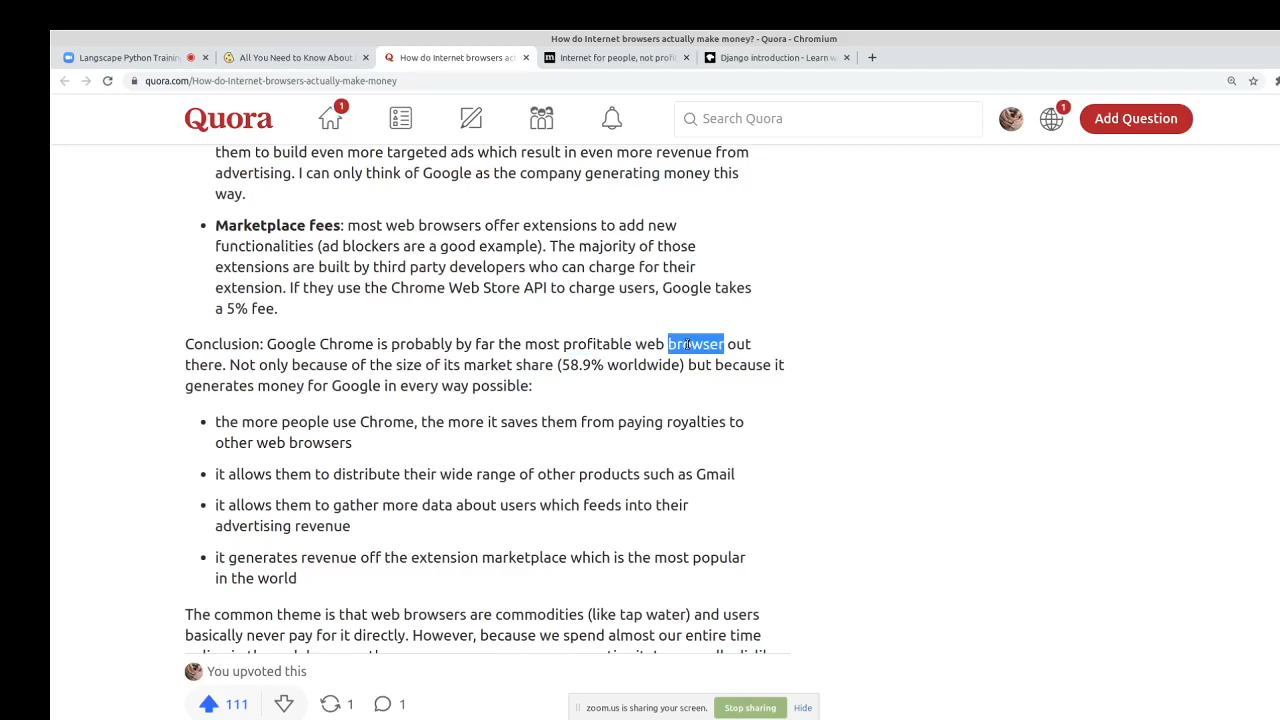 How do Internet browsers actually make money? - Quora - Chromium
Langscape Python Trainin
All You Need to Know About
How do Internet browsers ac
Internet for people, not profi
Django introduction - Learn w
quora.com/How-do-Internet-browsers-actually-make-money
Quora
1
Search Quora
1
Add Question
them to build even more targeted ads which result in even more revenue from
advertising. I can only think of Google as the company generating money this
way.
• Marketplace fees: most web browsers offer extensions to add new
functionalities (ad blockers are a good example). The majority of those
extensions are built by third party developers who can charge for their
extension. If they use the Chrome Web Store API to charge users, Google takes
a 5% fee.
Conclusion: Google Chrome is probably by far the most profitable web browser out
there. Not only because of the size of its market share (58.9% worldwide) but because it
generates money for Google in every way possible:
• the more people use Chrome, the more it saves them from paying royalties to
other web browsers
• it allows them to distribute their wide range of other products such as Gmail
• it allows them to gather more data about users which feeds into their
advertising revenue
• it generates revenue off the extension marketplace which is the most popular
in the world
The common theme is that web browsers are commodities (like tap water) and users
basically never pay for it directly. However, because we spend almost our entire time
You upvoted this
111
1
1
zoom.us is sharing your screen.
Stop sharing
Hide